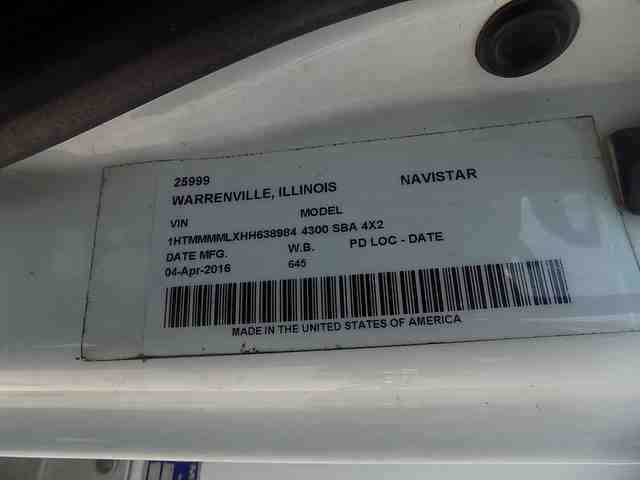 25999
WARRENVILLE, ILLINOIS NAVISTAR
VIN MODEL
1HTMMMMLXHH638984 4300 SBA 4X2
DATE MFG. W.B. PD LOC - DATE
04-Apr-2016 645
MADE IN THE UNITED STATES OF AMERICA